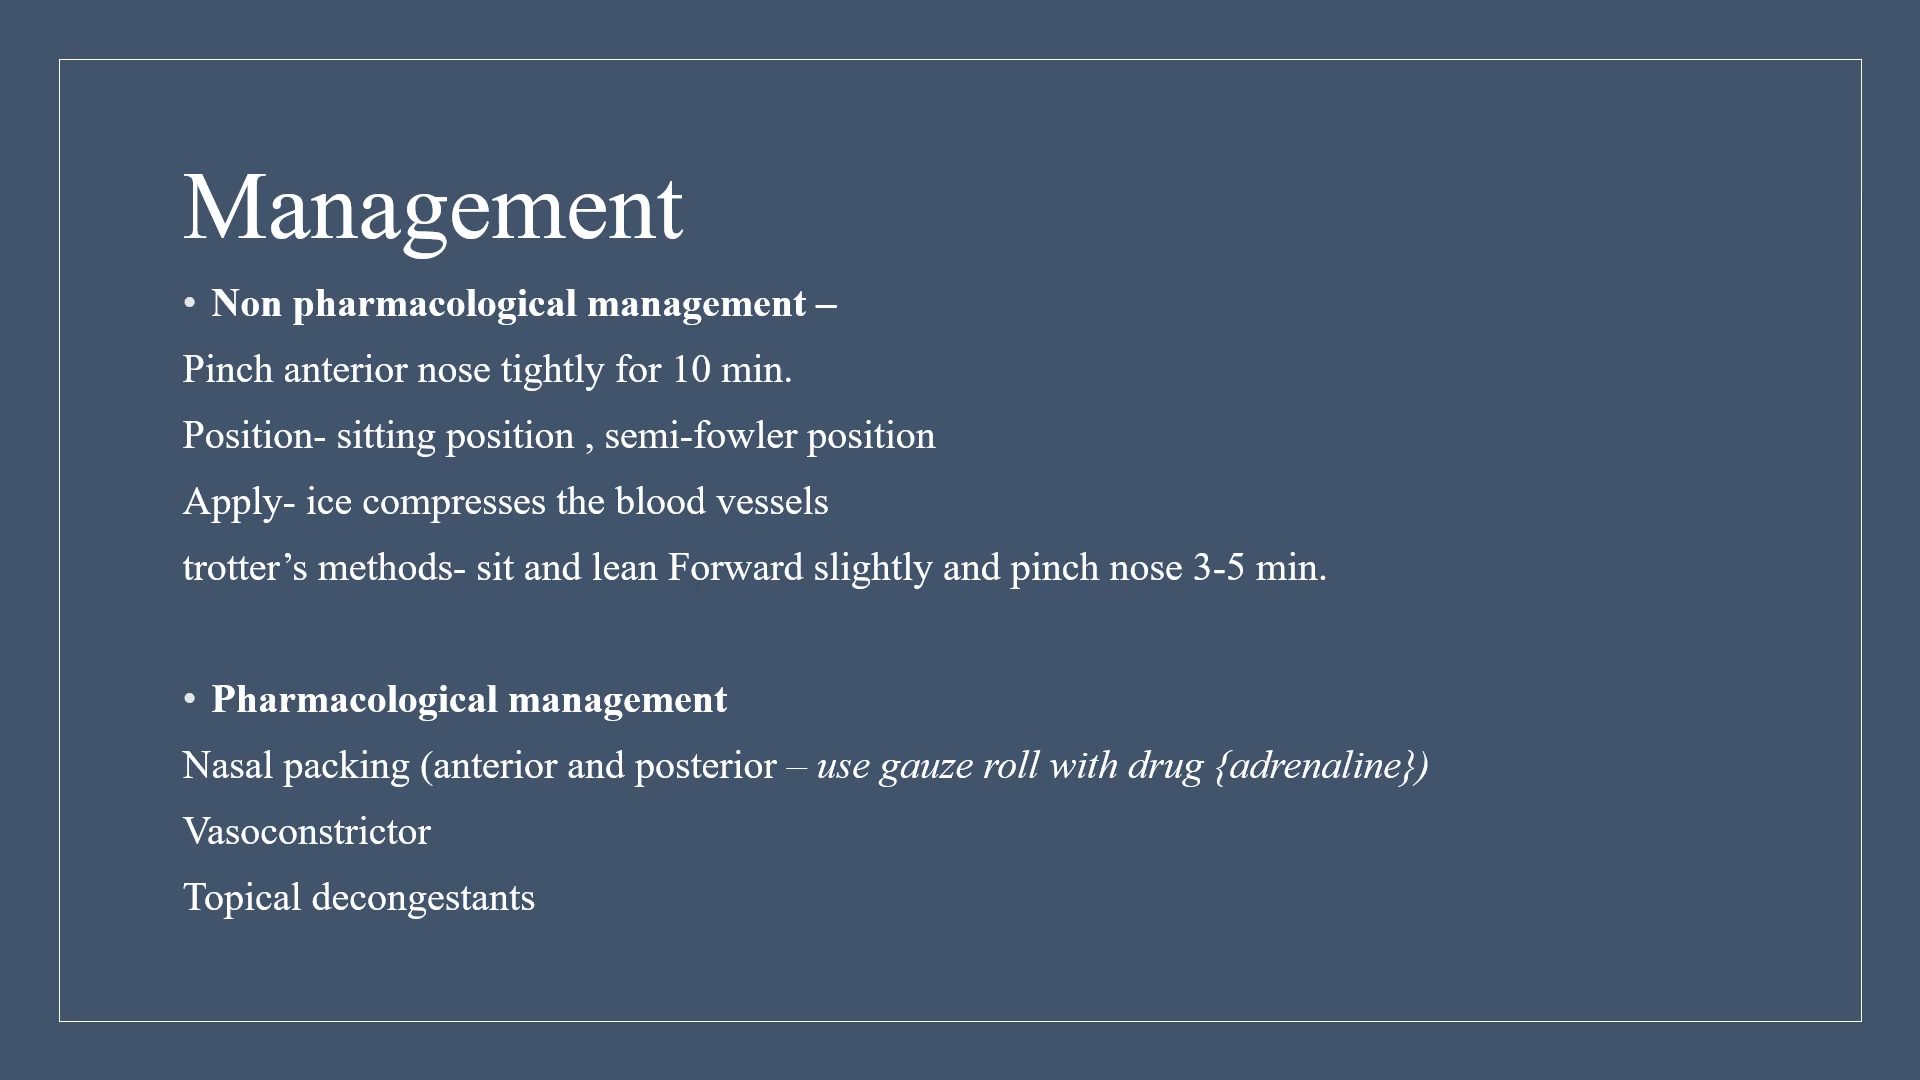 Management
• Non pharmacological management –
Pinch anterior nose tightly for 10 min.
Position- sitting position , semi-fowler position
Apply- ice compresses the blood vessels
trotter’s methods- sit and lean Forward slightly and pinch nose 3-5 min.
• Pharmacological management
Nasal packing (anterior and posterior – use gauze roll with drug {adrenaline})
Vasoconstrictor
Topical decongestants